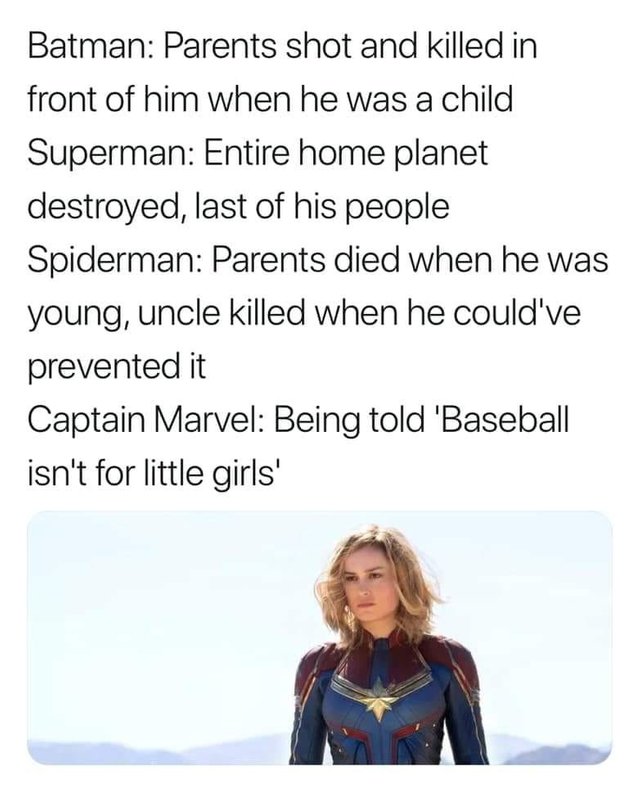 Batman: Parents shot and killed in
front of him when he was a child
Superman: Entire home planet
destroyed, last of his people
Spiderman: Parents died when he was
young, uncle killed when he could've
prevented it
Captain Marvel: Being told 'Baseball
isn't for little girls'